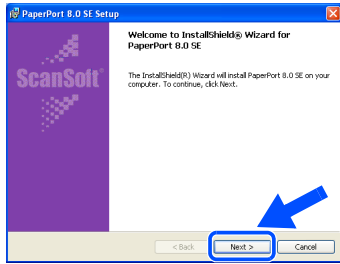 PaperPort 8.0 SE Setup
Welcome to InstallShield® Wizard for
PaperPort 8.0 SE
ScanSoft®
The InstallShield(R) Wizard will install PaperPort 8.0 SE on your
computer. To continue, click Next.
< Back
Next >
Cancel